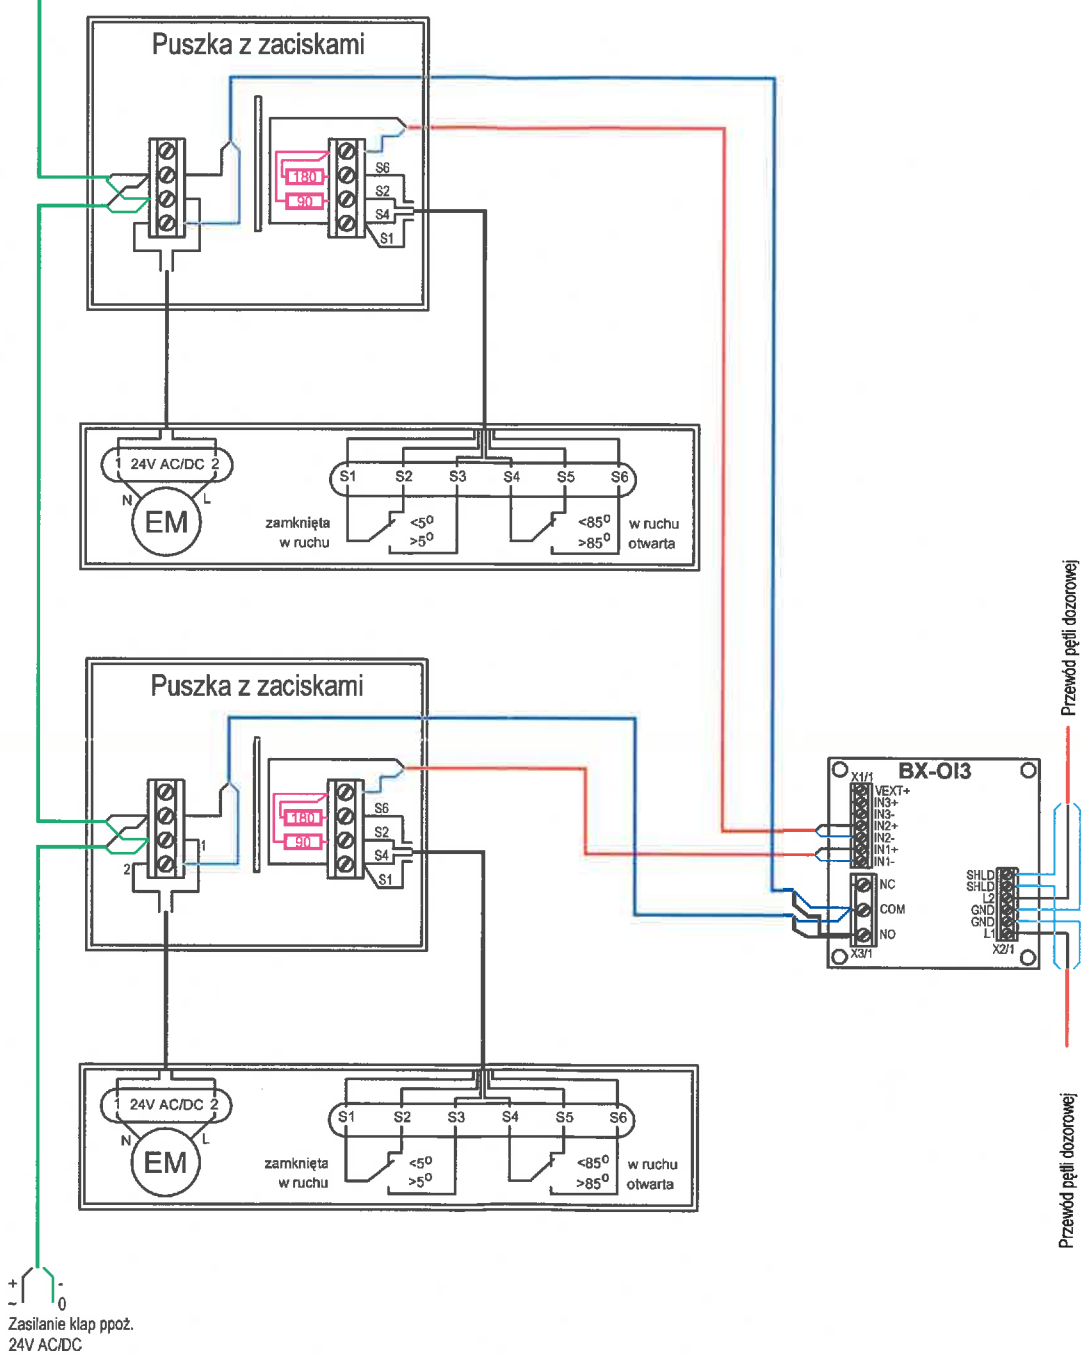 Puszka z zaciskami
180
90
S6
S2
S4
S1
1 24V AC/DC 2
N L
EM
S1 S2 S3 S4 S5 S6
zamknięta <5⁰ <85⁰ w ruchu
w ruchu >5⁰ >85⁰ otwarta
Puszka z zaciskami
180
90
1
2
S6
S2
S4
S1
1 24V AC/DC 2
N L
EM
S1 S2 S3 S4 S5 S6
zamknięta <5⁰ <85⁰ w ruchu
w ruchu >5⁰ >85⁰ otwarta
BX-OI3
X1/1
VEXT+
IN3+
IN3-
IN2+
IN2-
IN1+
IN1-
NC
COM
NO
X3/1
SHLD
SHLD
L2
GND
GND
L1
X2/1
Przewód pętli dozorowej
Przewód pętli dozorowej
+ -
~ 0
Zasilanie klap ppoż.
24V AC/DC